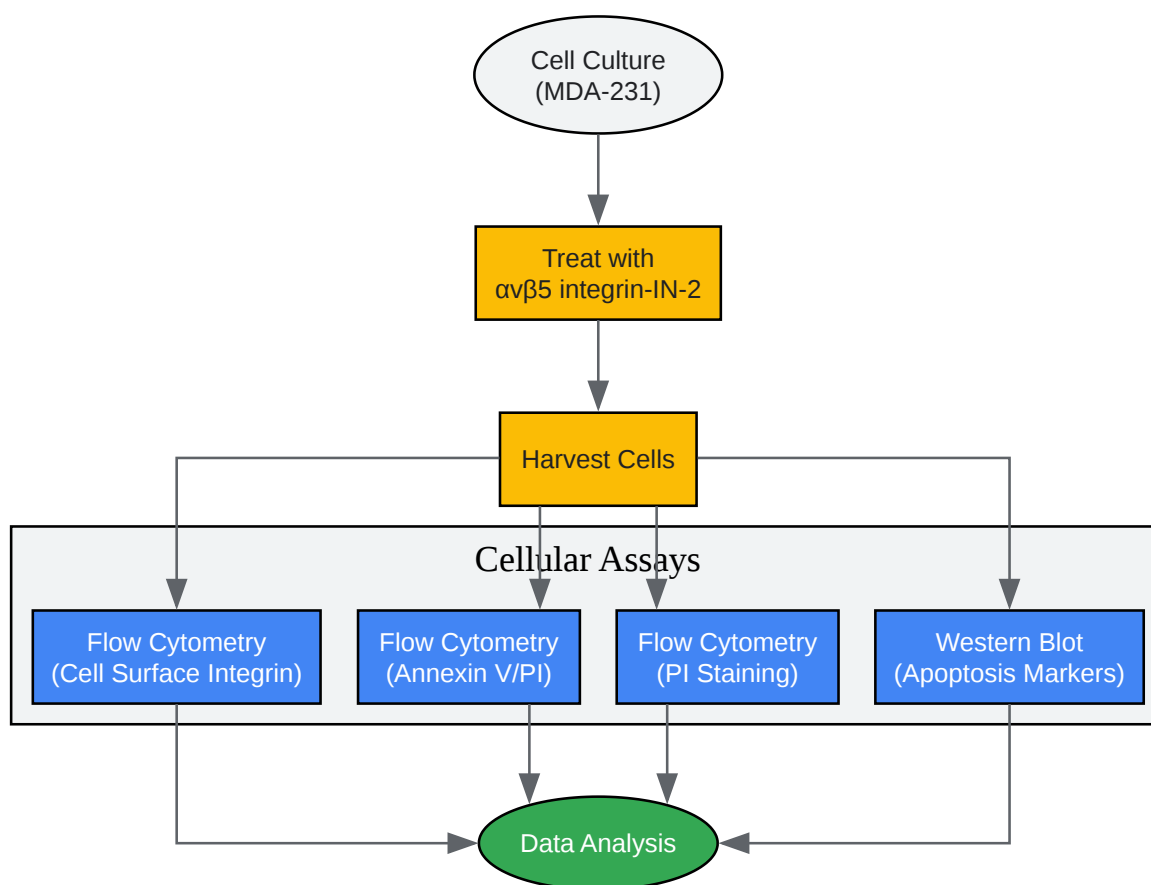 Cell Culture
(MDA-231)
Treat with
αvβ5 integrin-IN-2
Harvest Cells
Cellular Assays
Flow Cytometry
(Cell Surface Integrin)
Flow Cytometry
(Annexin V/PI)
Flow Cytometry
(PI Staining)
Western Blot
(Apoptosis Markers)
Data Analysis